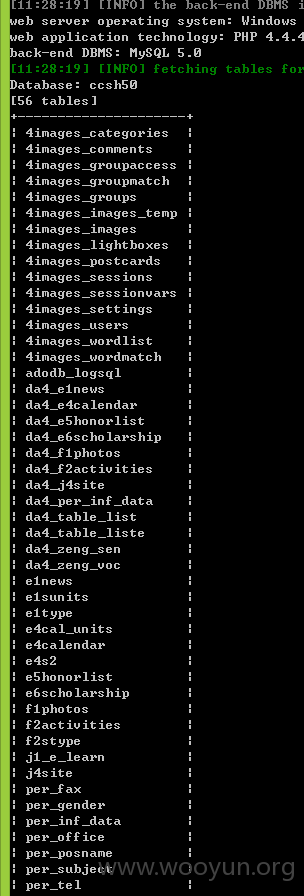 [11:28:19] [INFO] the back-end DBMS i
web server operating system: Windows
web application technology: PHP 4.4.4
back-end DBMS: MySQL 5.0
[11:28:19] [INFO] fetching tables for
Database: ccsh50
[56 tables]
+---------------------+
| 4images_categories |
| 4images_comments |
| 4images_groupaccess |
| 4images_groupmatch |
| 4images_groups |
| 4images_images_temp |
| 4images_images |
| 4images_lightboxes |
| 4images_postcards |
| 4images_sessions |
| 4images_sessionvars |
| 4images_settings |
| 4images_users |
| 4images_wordlist |
| 4images_wordmatch |
| adodb_logsql |
| da4_e1news |
| da4_e4calendar |
| da4_e5honorlist |
| da4_e6scholarship |
| da4_f1photos |
| da4_f2activities |
| da4_j4site |
| da4_per_inf_data |
| da4_table_list |
| da4_table_liste |
| da4_zeng_sen |
| da4_zeng_voc |
| e1news |
| e1sunits |
| e1type |
| e4cal_units |
| e4calendar |
| e4s2 |
| e5honorlist |
| e6scholarship |
| f1photos |
| f2activities |
| f2stype |
| j1_e_learn |
| j4site |
| per_fax |
| per_gender |
| per_inf_data |
| per_office |
| per_posname |
| per_subject |
| per_tel |
www.wooyun.org